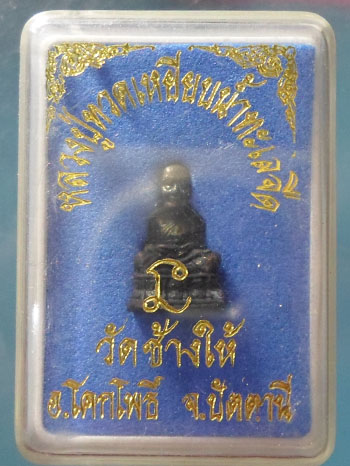 หลวงปู่ทวดเหยียบน้ำทะเลจืด
วัดช้างให้
อ.โคกโพธิ์ จ.ปัตตานี